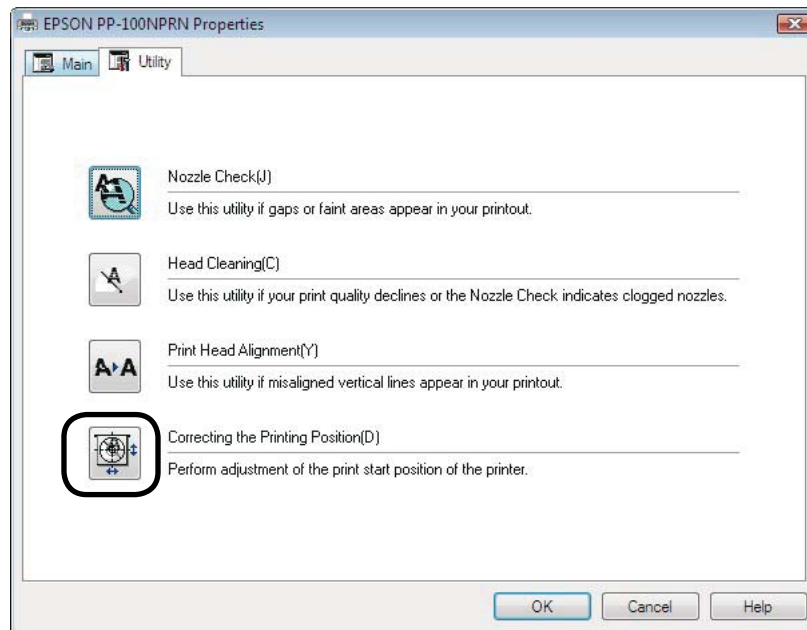 EPSON PP-100NPRN Properties
Main
Utility
Nozzle Check(J)
Use this utility if gaps or faint areas appear in your printout.
Head Cleaning(C)
Use this utility if your print quality declines or the Nozzle Check indicates clogged nozzles.
Print Head Alignment(Y)
Use this utility if misaligned vertical lines appear in your printout.
Correcting the Printing Position(D)
Perform adjustment of the print start position of the printer.
OK
Cancel
Help